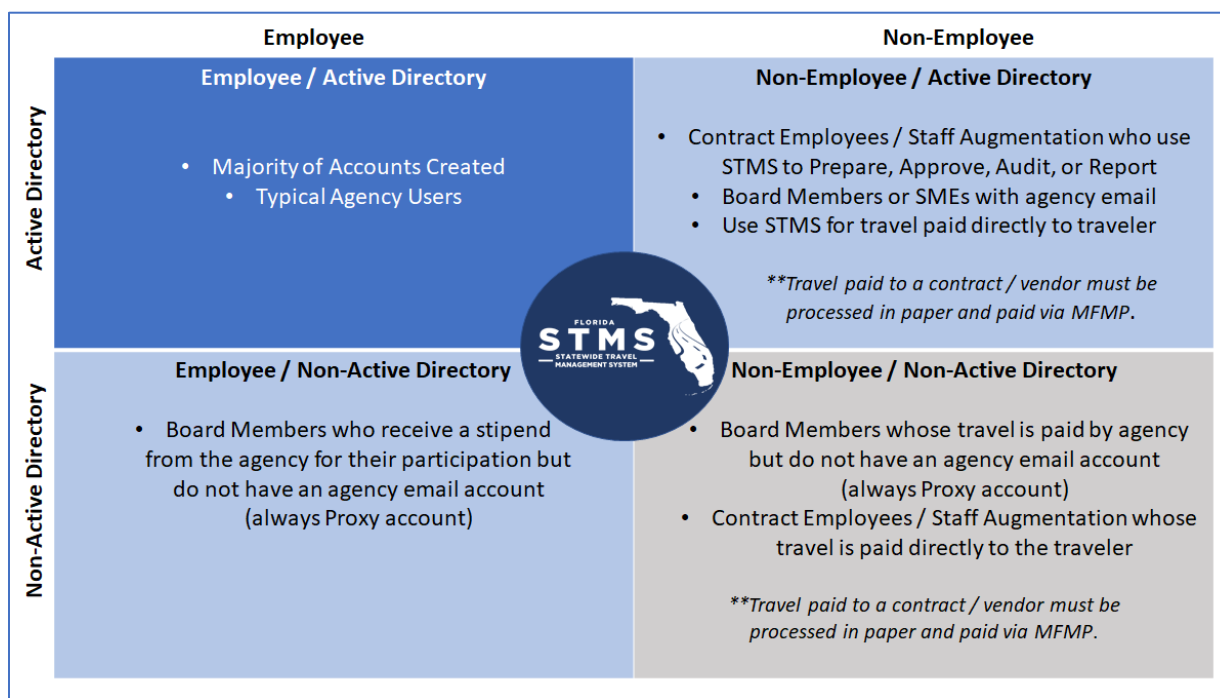 Employee
Non-Employee
Active Directory
Employee / Active Directory
• Majority of Accounts Created
• Typical Agency Users
Non-Employee / Active Directory
• Contract Employees / Staff Augmentation who use
STMS to Prepare, Approve, Audit, or Report
• Board Members or SMEs with agency email
• Use STMS for travel paid directly to traveler
**Travel paid to a contract / vendor must be
processed in paper and paid via MFMP.
FLORIDA
STMS
STATEWIDE TRAVEL
MANAGEMENT SYSTEM
Non-Active Directory
Employee / Non-Active Directory
• Board Members who receive a stipend
from the agency for their participation but
do not have an agency email account
(always Proxy account)
Non-Employee / Non-Active Directory
• Board Members whose travel is paid by agency
but do not have an agency email account
(always Proxy account)
• Contract Employees / Staff Augmentation whose
travel is paid directly to the traveler
**Travel paid to a contract / vendor must be
processed in paper and paid via MFMP.